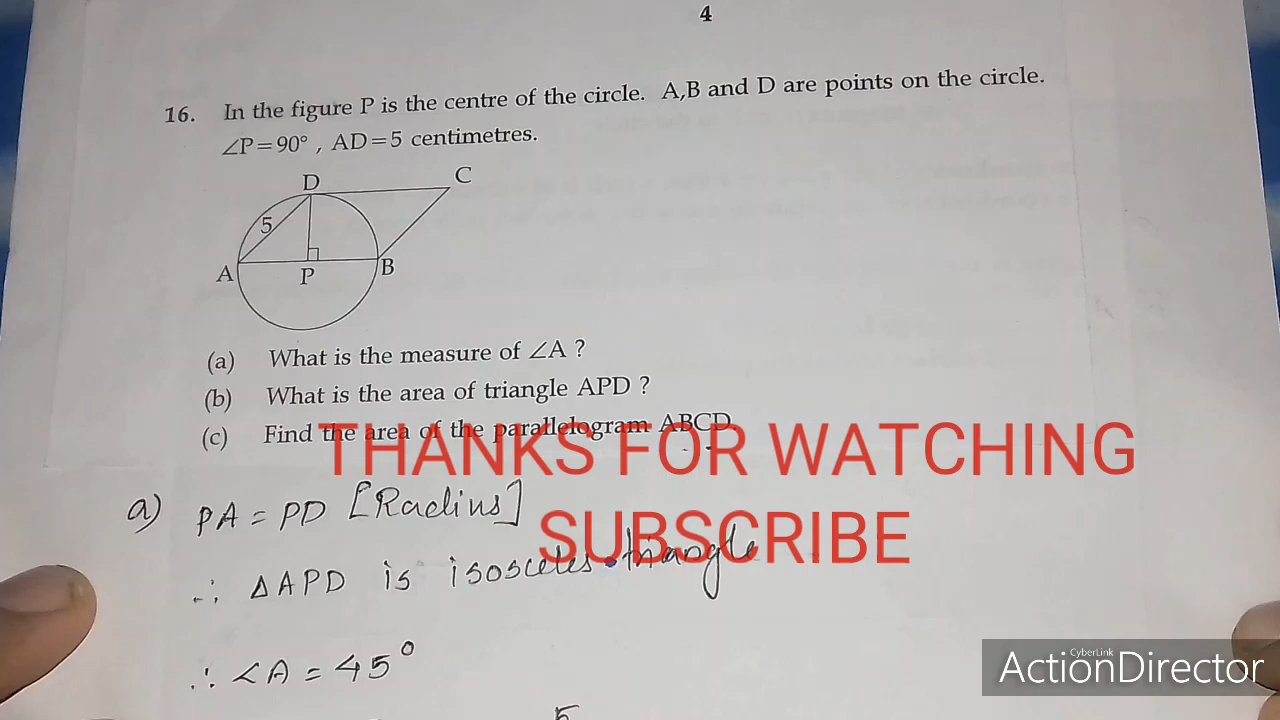 4
16. In the figure P is the centre of the circle. A,B and D are points on the circle.
∠P=90° , AD=5 centimetres.
D C
5
A P B
(a) What is the measure of ∠A ?
(b) What is the area of triangle APD ?
(c) Find the area of the parallelogram ABCD
THANKS FOR WATCHING
a) PA = PD [Radius]
SUBSCRIBE
∴ ΔAPD is isosceles triangle
∴ ∠A = 45°
CyberLink
ActionDirector
5